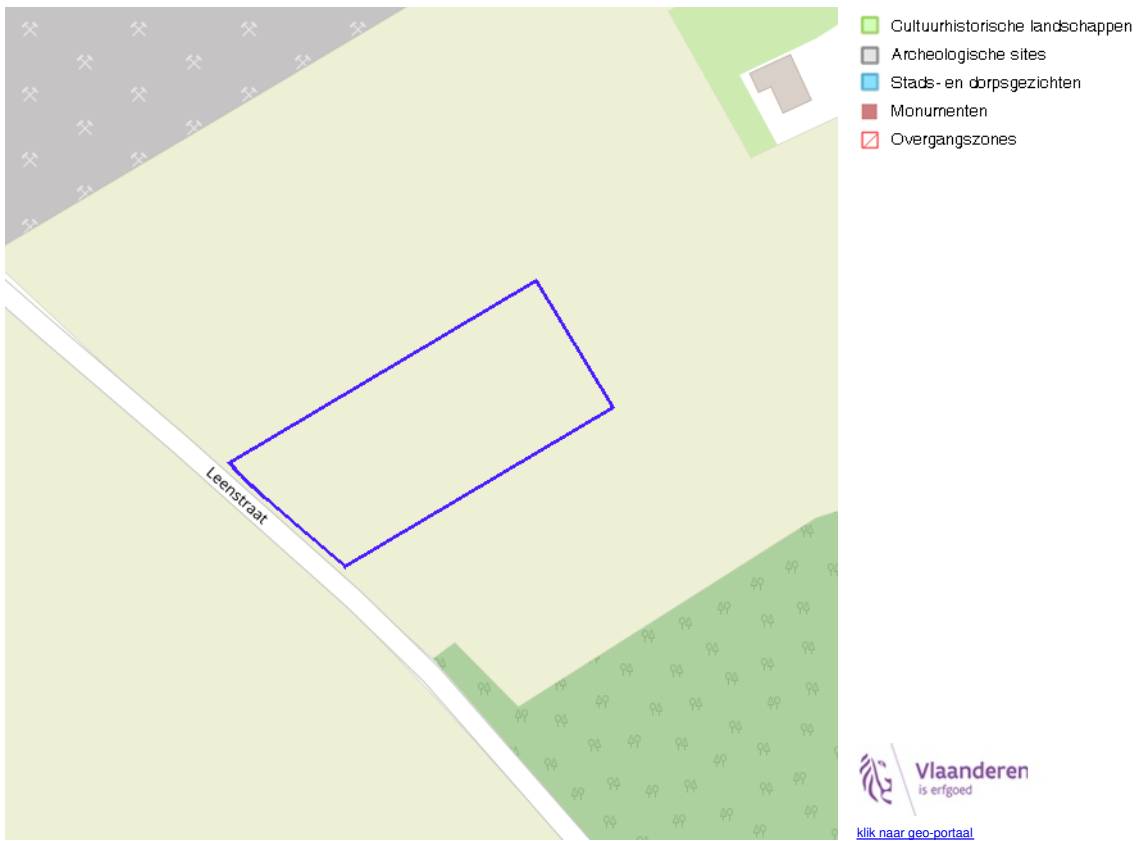 Cultuurhistorische landschappen
Archeologische sites
Stads- en dorpsgezichten
Monumenten
Overgangszones
Leenstraat
Vlaanderen
is erfgoed
klik naar geo-portaal